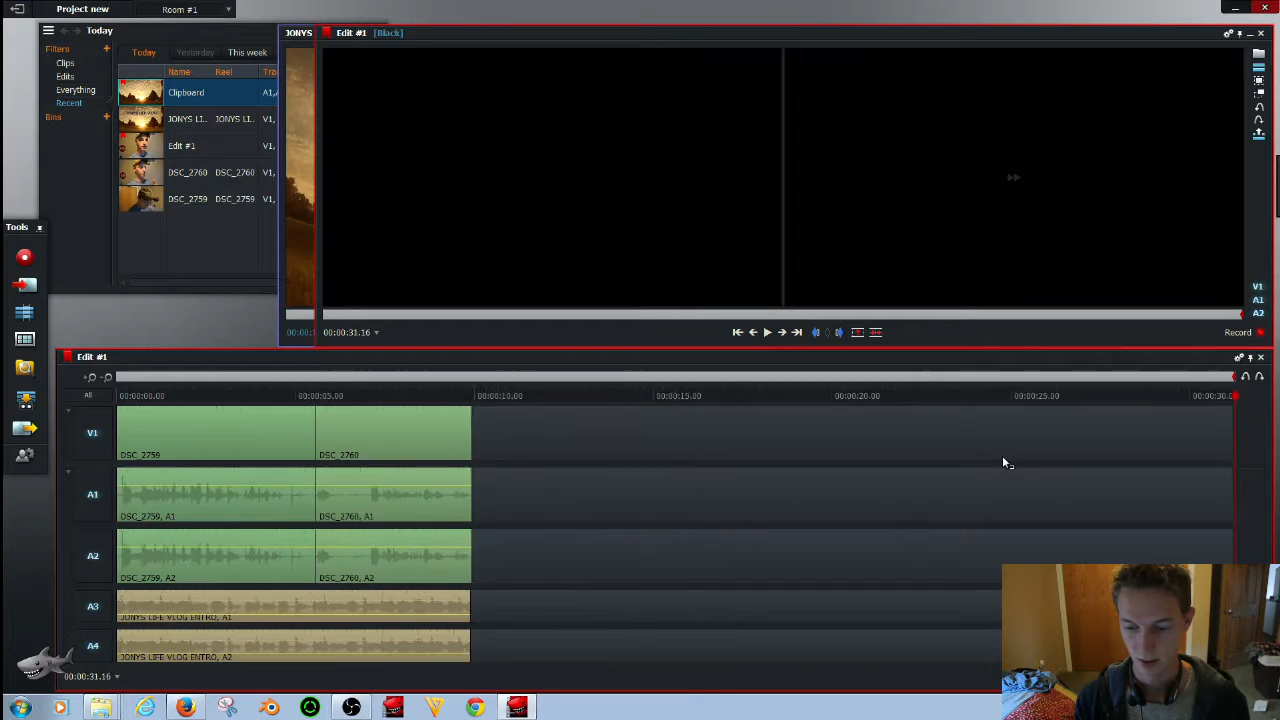 Project new
Room #1
Today
Filters +
Clips
Edits
Everything
Recent
Bins +
Today Yesterday This week
Name Reel
Clipboard A1,
JONYS LI.. JONYS LI.. V1,
Edit #1 V1,
DSC_2760 DSC_2760 V1,
DSC_2759 DSC_2759 V1,
JONYS
Edit #1 [Black]
V1
A1
A2
00:00:31.16
Record
Tools
Edit #1
All 00:00:00.00 00:00:05.00 00:00:10.00 00:00:15.00 00:00:20.00 00:00:25.00 00:00:30.
V1
DSC_2759 DSC_2760
A1
DSC_2759, A1 DSC_2760, A1
A2
DSC_2759, A2 DSC_2760, A2
A3
JONYS LIFE VLOG ENTRO, A1
A4
JONYS LIFE VLOG ENTRO, A2
00:00:31.16